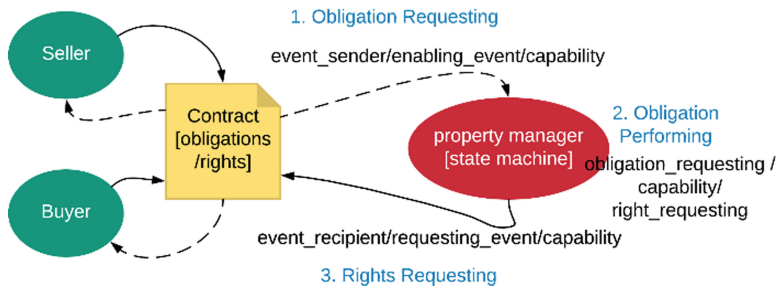 1. Obligation Requesting
event_sender/enabling_event/capability
Seller
Contract
[obligations
/rights]
property manager
[state machine]
2. Obligation
Performing
obligation_requesting /
capability/
right_requesting
Buyer
event_recipient/requesting_event/capability
3. Rights Requesting